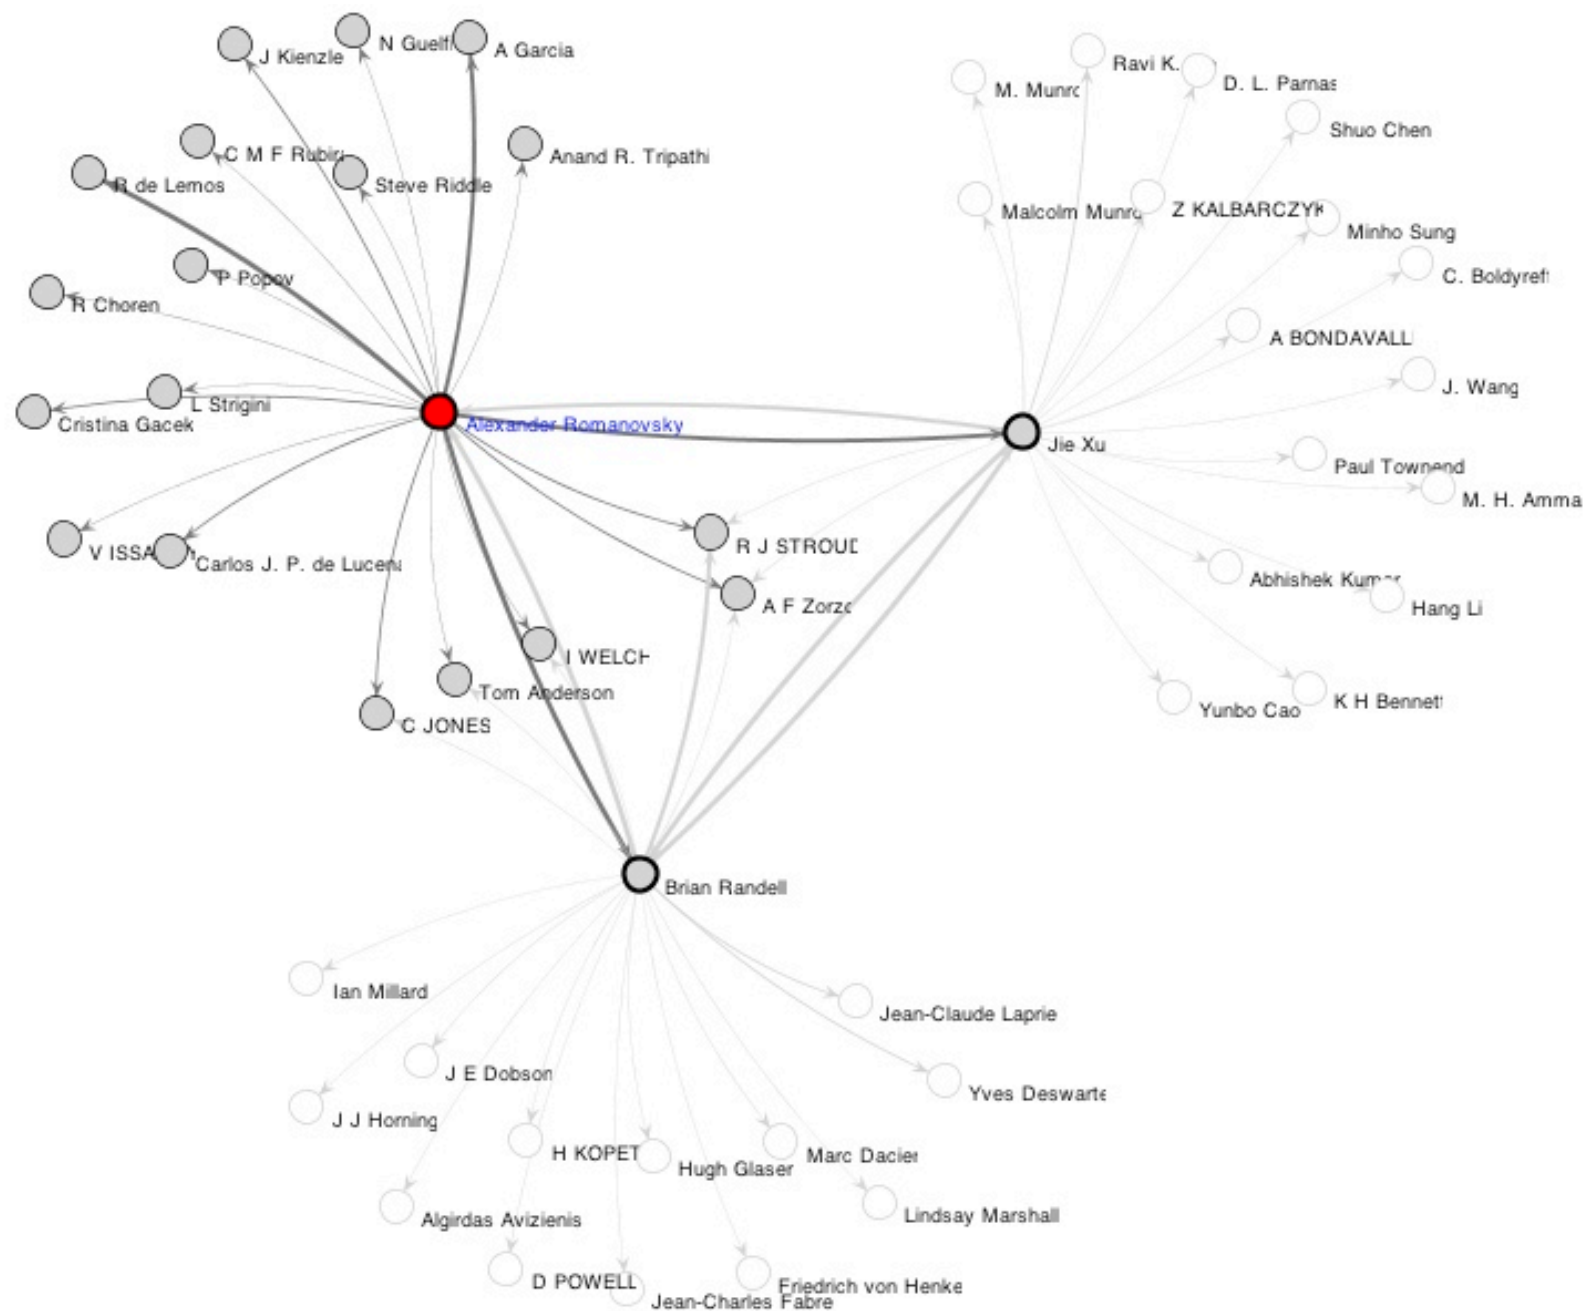 J Kienzle
N Guelf
A Garcia
C M F Rubir
Steve Riddle
Anand R. Tripathi
R de Lemos
P Popov
R Choren
L Strigini
Cristina Gacek
Alexander Romanovsky
V ISSA
Carlos J. P. de Lucena
R J STROUD
A F Zorzo
I WELCH
Tom Anderson
C JONES
M. Munro
Ravi K.
D. L. Parnas
Shuo Chen
Malcolm Munro
Z KALBARCZYK
Minho Sung
C. Boldyreff
A BONDAVALL
J. Wang
Jie Xu
Paul Townend
M. H. Amma
Abhishek Kumar
Hang Li
Yunbo Cao
K H Bennett
Brian Randell
Ian Millard
Jean-Claude Laprie
J E Dobson
Yves Deswarte
J J Horning
H KOPET
Hugh Glaser
Marc Dacier
Algirdas Avizienis
Lindsay Marshall
D POWELL
Jean-Charles Fabre
Friedrich von Henke